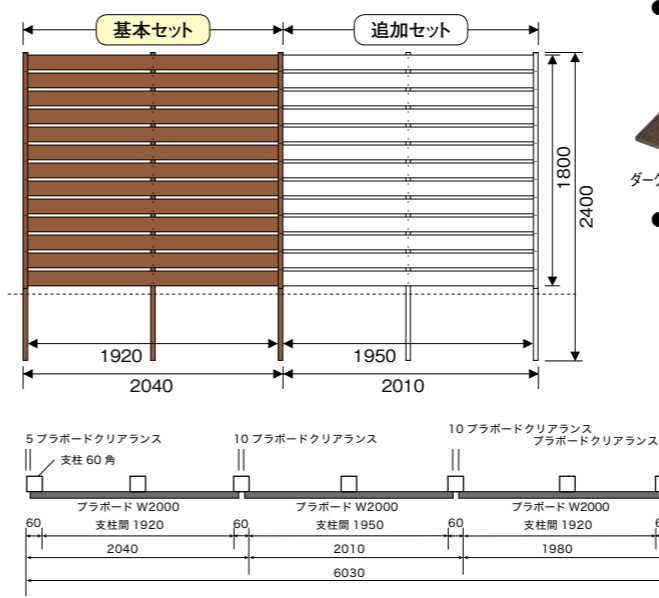 基本セット
追加セット
1800
2400
1920
1950
2040
2010
ダーク
5 プラボードクリアランス
10 プラボードクリアランス
10 プラボードクリアランス
プラボードクリアランス
支柱 60 角
プラボード W2000
プラボード W2000
プラボード W2000
60
支柱間 1920
60
支柱間 1950
60
支柱間 1920
2040
2010
1980
6030